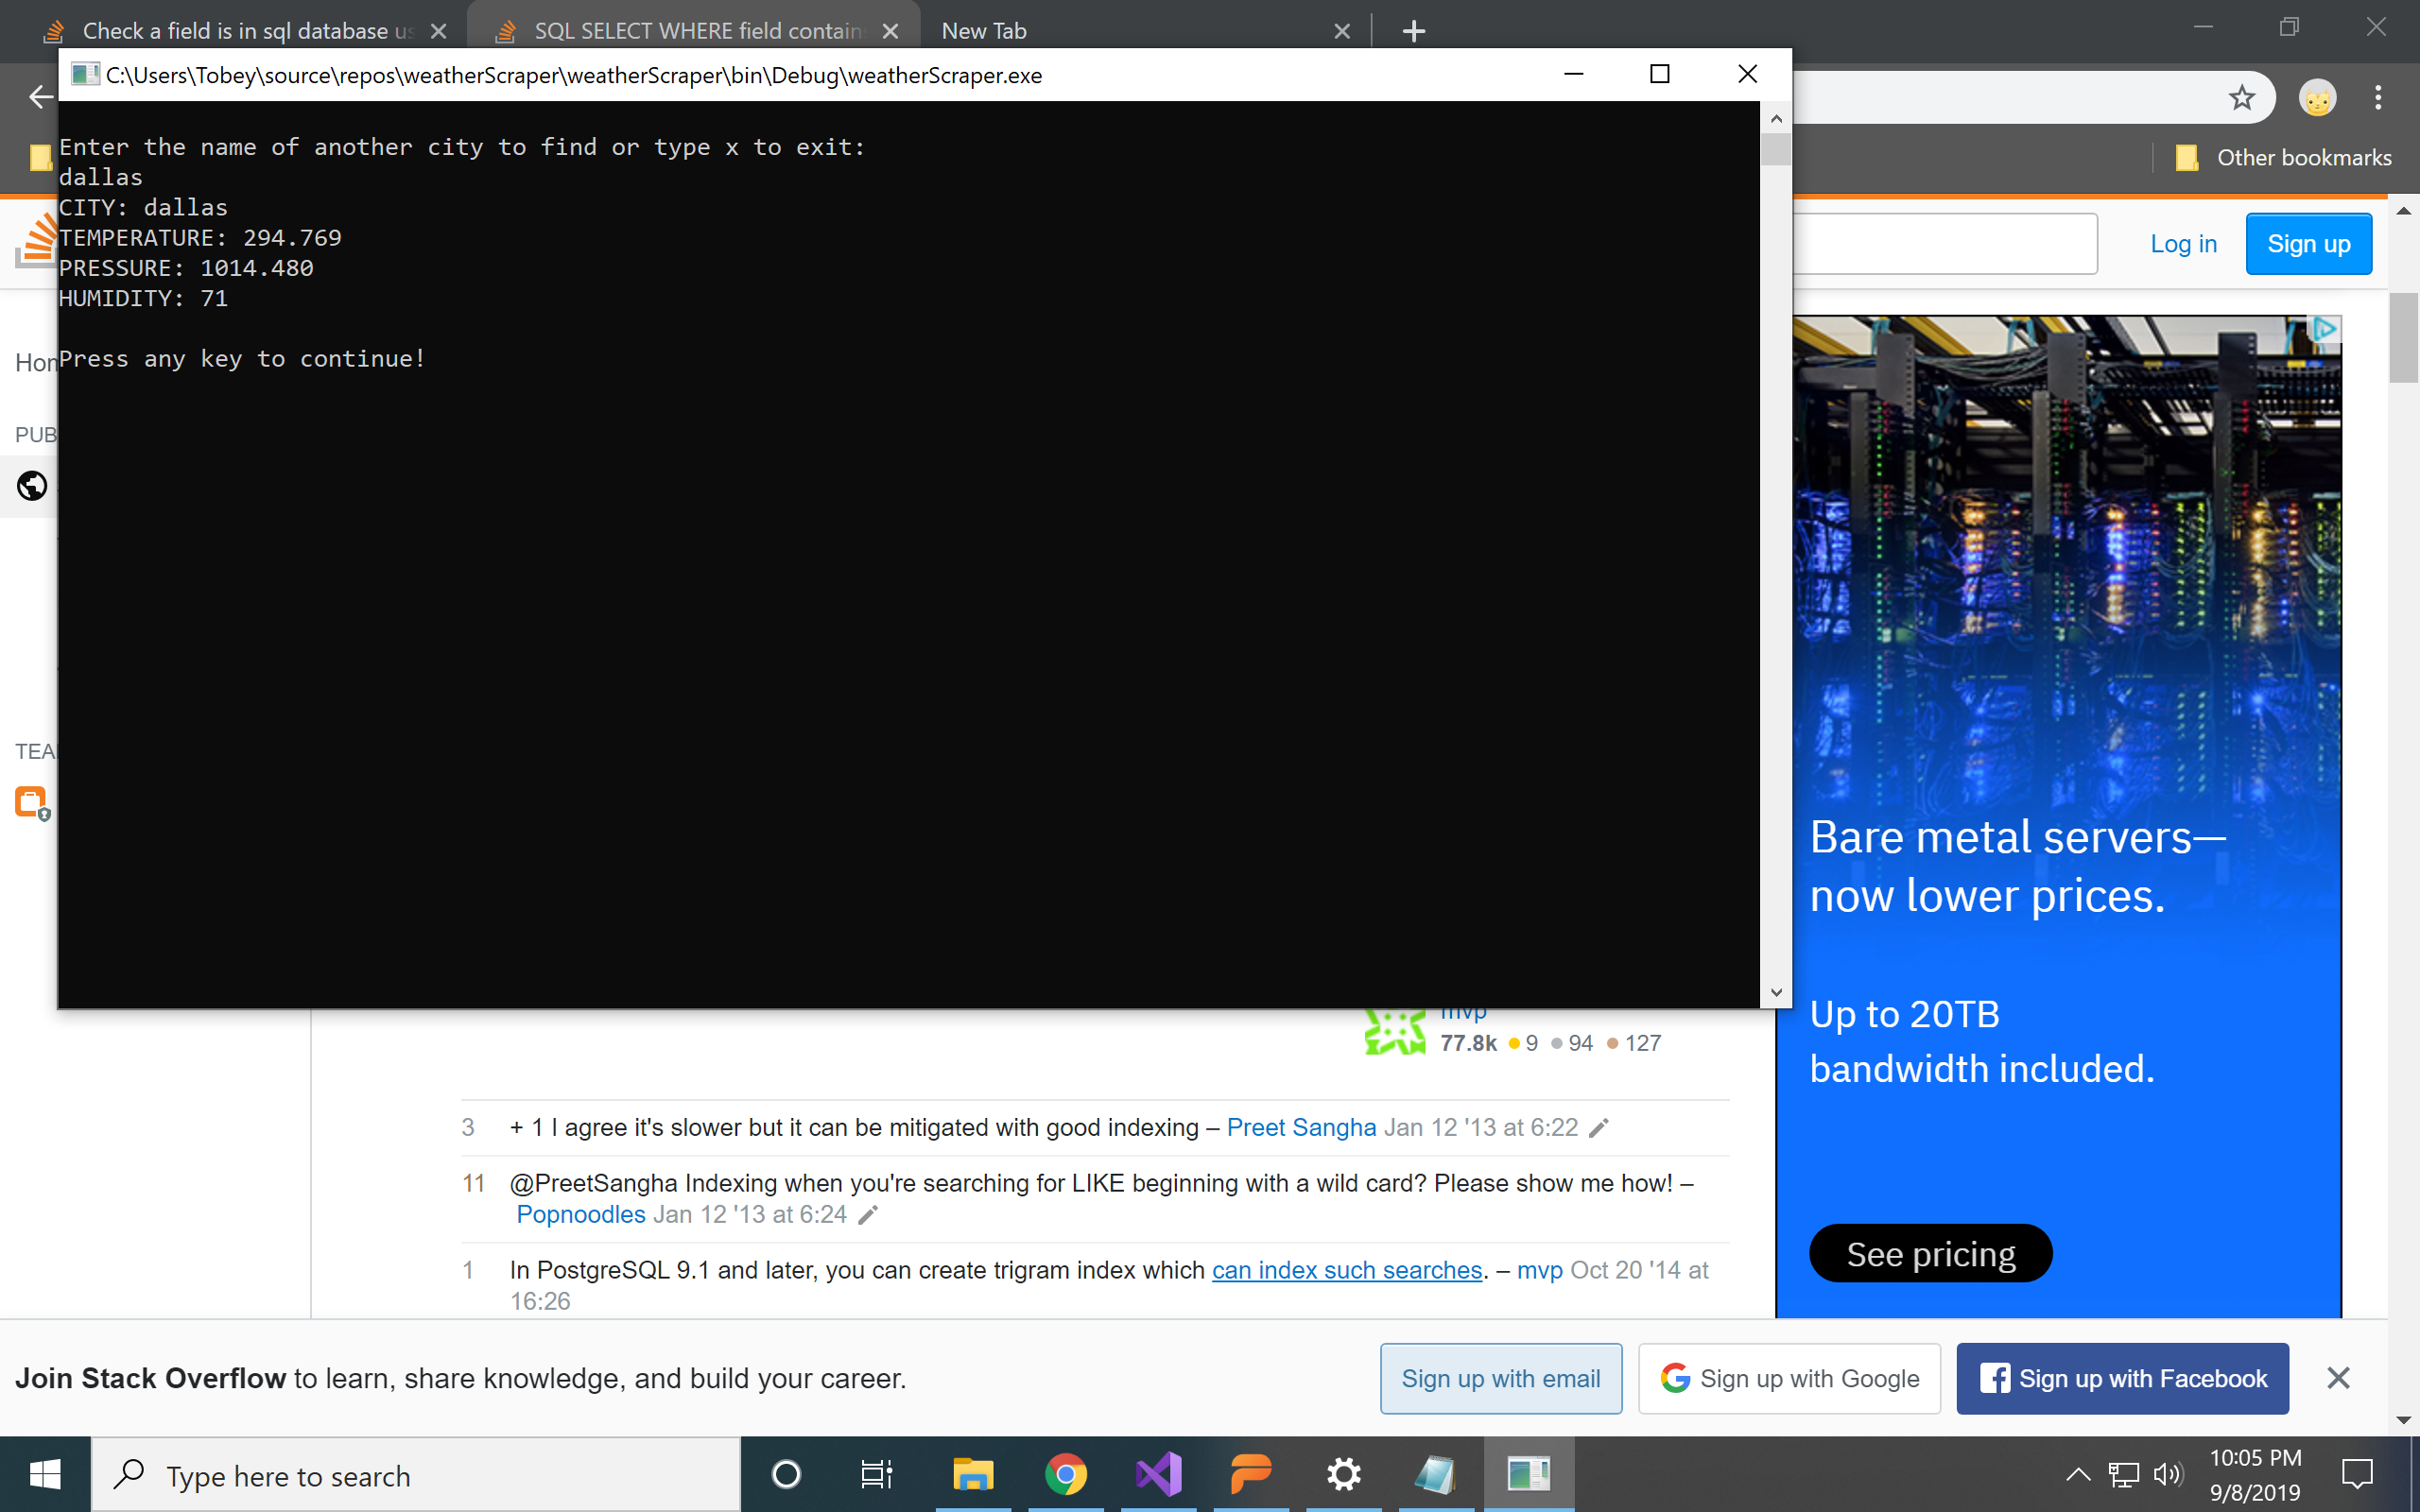 Check a field is in sql database us
SQL SELECT WHERE field contains
New Tab
C:\Users\Tobey\source\repos\weatherScraper\weatherScraper\bin\Debug\weatherScraper.exe
Other bookmarks
Enter the name of another city to find or type x to exit:
dallas
CITY: dallas
TEMPERATURE: 294.769
PRESSURE: 1014.480
HUMIDITY: 71
Press any key to continue!
Log in
Sign up
Hom
PUB
TEA
Bare metal servers—
now lower prices.
Up to 20TB
bandwidth included.
See pricing
mvp
77.8k 9 94 127
3 + 1 I agree it's slower but it can be mitigated with good indexing – Preet Sangha Jan 12 '13 at 6:22
11 @PreetSangha Indexing when you're searching for LIKE beginning with a wild card? Please show me how! –
Popnoodles Jan 12 '13 at 6:24
1 In PostgreSQL 9.1 and later, you can create trigram index which can index such searches. – mvp Oct 20 '14 at
16:26
Join Stack Overflow to learn, share knowledge, and build your career.
Sign up with email
Sign up with Google
Sign up with Facebook
Type here to search
10:05 PM
9/8/2019